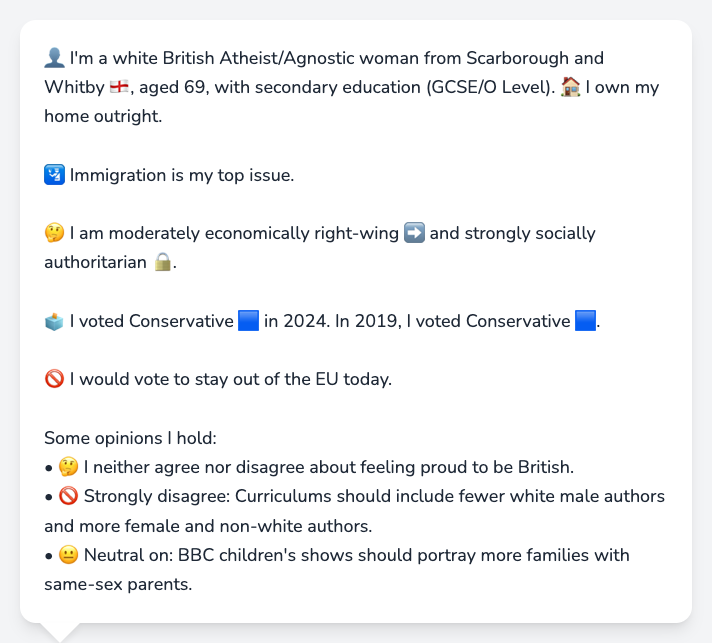 👤 I'm a white British Atheist/Agnostic woman from Scarborough and
Whitby 🏴󠁧󠁢󠁥󠁮󠁧󠁿, aged 69, with secondary education (GCSE/O Level). 🏠 I own my
home outright.
🛂 Immigration is my top issue.
🤔 I am moderately economically right-wing ➡️ and strongly socially
authoritarian 🔒.
🗳️ I voted Conservative 🟦 in 2024. In 2019, I voted Conservative 🟦.
🚫 I would vote to stay out of the EU today.
Some opinions I hold:
• 🤔 I neither agree nor disagree about feeling proud to be British.
• 🚫 Strongly disagree: Curriculums should include fewer white male authors
and more female and non-white authors.
• 😐 Neutral on: BBC children's shows should portray more families with
same-sex parents.